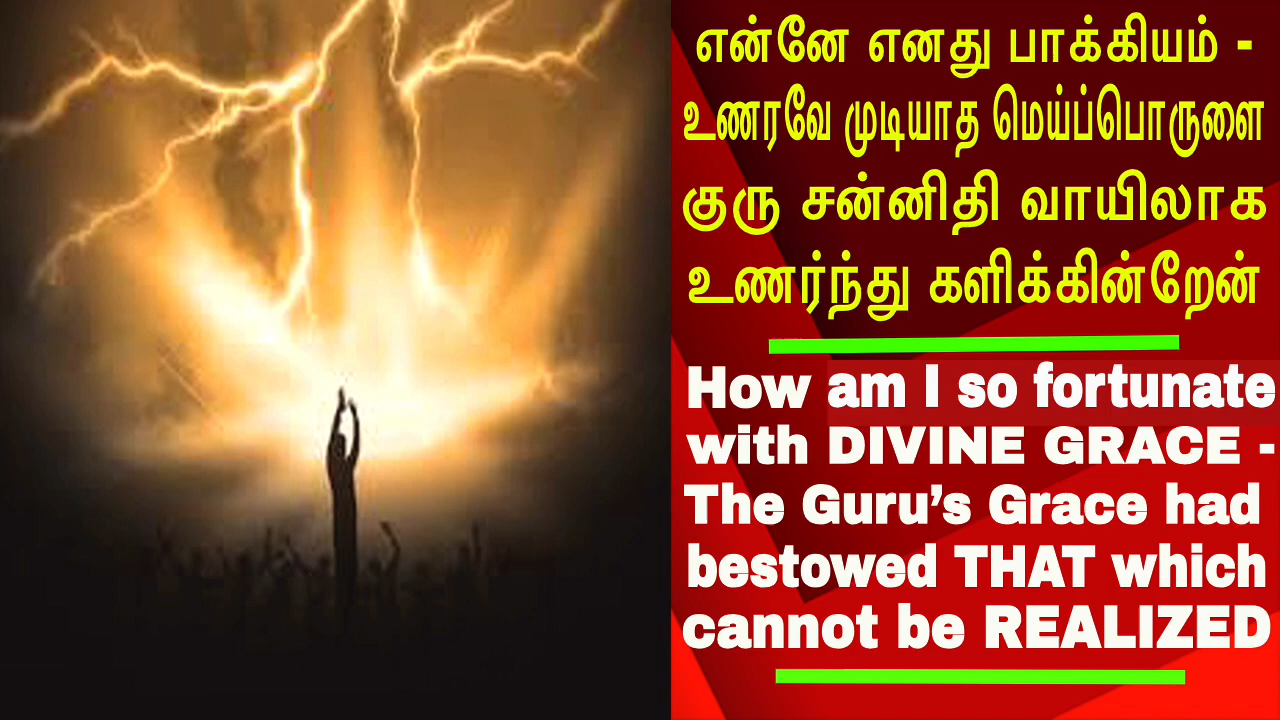 என்னே எனது பாக்கியம் -
உணரவே முடியாத மெய்ப்பொருளை
குரு சன்னிதி வாயிலாக
உணர்ந்து களிக்கின்றேன்
How am I so fortunate
with DIVINE GRACE -
The Guru’s Grace had
bestowed THAT which
cannot be REALIZED